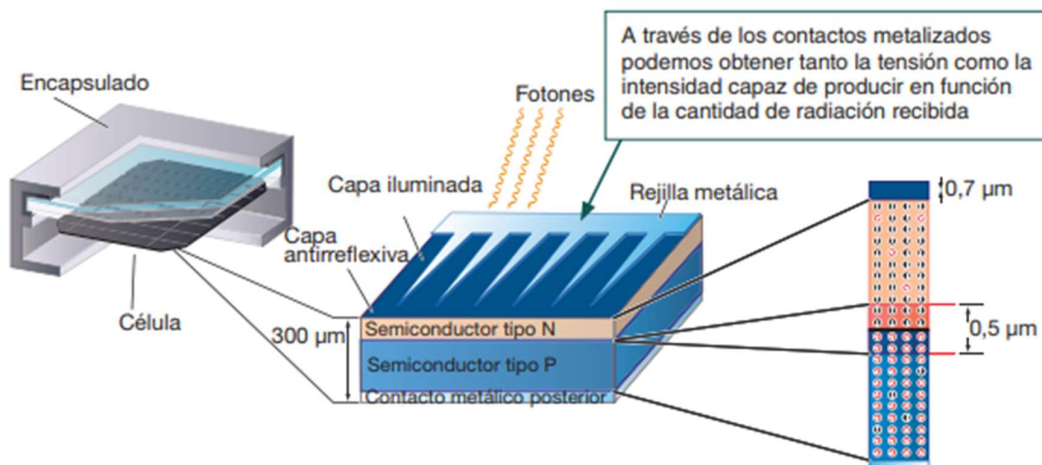 A través de los contactos metalizados
podemos obtener tanto la tensión como la
intensidad capaz de producir en función
de la cantidad de radiación recibida
Encapsulado
Fotones
Capa iluminada
Rejilla metálica
0,7 µm
Capa
antirreflexiva
Célula
300 µm
Semiconductor tipo N
0,5 µm
Semiconductor tipo P
Contacto metálico posterior